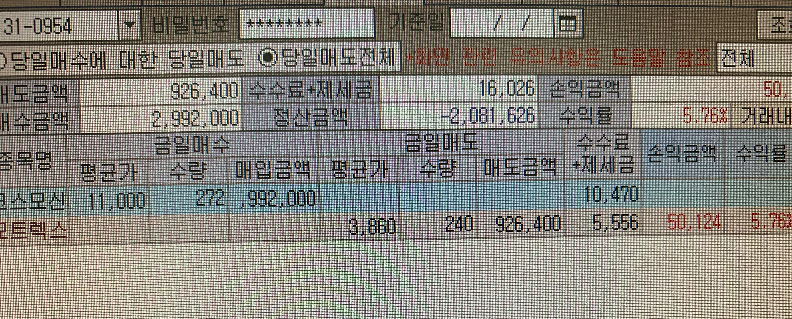 31-0954 비밀번호 ******** 기준일 / / 조회
당일매수에 대한 당일매도 당일매도전체 *화면 관련 유의사항은 도움말 참조 전체
매도금액 926,400 수수료+제세금 16,026 손익금액 50,
매수금액 2,992,000 정산금액 -2,081,626 수익률 5.76% 거래내
종목명 금일매수 금일매도 수수료 손익금액 수익률
평균가 수량 매입금액 평균가 수량 매도금액 +제세금
11,000 272 ,992,000 10,470
모트렉스 3,860 240 926,400 5,556 50,124 5.76%